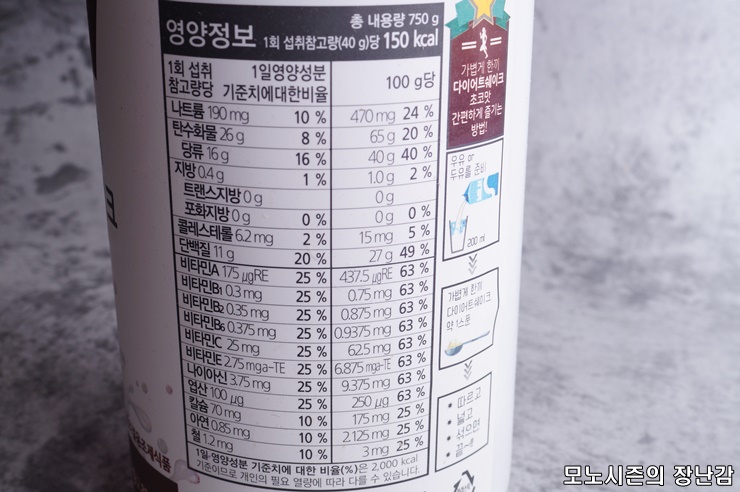 영양정보
총 내용량 750 g
1회 섭취참고량(40 g)당 150 kcal
1회 섭취 참고량당 1일영양성분 기준치에대한비율 100 g당
나트륨 190 mg 10 % 470 mg 24 %
탄수화물 26 g 8 % 65 g 20 %
당류 16 g 16 % 40 g 40 %
지방 0.4 g 1 % 1.0 g 2 %
트랜스지방 0 g 0 g
포화지방 0 g 0 % 0 g 0 %
콜레스테롤 6.2 mg 2 % 15 mg 5 %
단백질 11 g 20 % 27 g 49 %
비타민A 175 μgRE 25 % 437.5 μgRE 63 %
비타민B1 0.3 mg 25 % 0.75 mg 63 %
비타민B2 0.35 mg 25 % 0.875 mg 63 %
비타민B6 0.375 mg 25 % 0.9375 mg 63 %
비타민C 25 mg 25 % 62.5 mg 63 %
비타민E 2.75 mga-TE 25 % 6.875 mga-TE 63 %
나이아신 3.75 mg 25 % 9.375 mg 63 %
엽산 100 μg 25 % 250 μg 63 %
칼슘 70 mg 10 % 175 mg 25 %
아연 0.85 mg 10 % 2.125 mg 25 %
철 1.2 mg 10 % 3 mg 25 %
1일 영양성분 기준치에 대한 비율(%)은 2,000 kcal
기준이므로 개인의 필요 열량에 따라 다를 수 있습니다.
가볍게 한끼
다이어트쉐이크
초코맛
간편하게 즐기는
방법!
우유 or
두유를 준비
200 ml
가볍게 한끼
다이어트쉐이크
약 1스푼
• 따르고
• 넣고
• 섞으면
• 끝~!!
모노시즌의 장난감